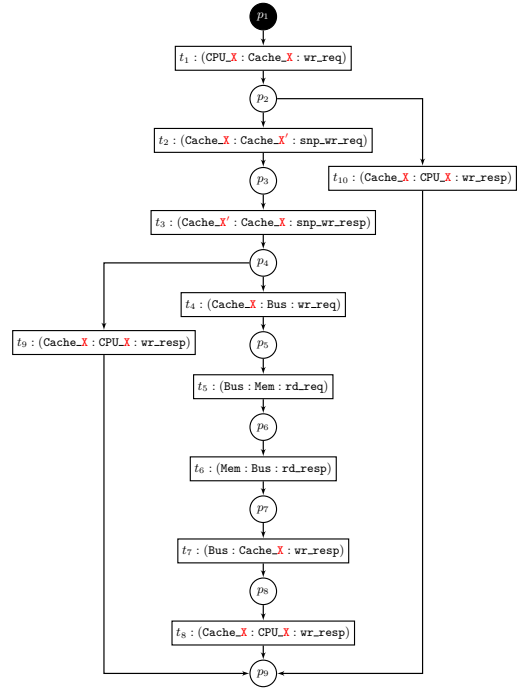 p₁
t₁ : (CPU_X : Cache_X : wr_req)
p₂
t₂ : (Cache_X : Cache_X′ : snp_wr_req)
p₃
t₁₀ : (Cache_X : CPU_X : wr_resp)
t₃ : (Cache_X′ : Cache_X : snp_wr_resp)
p₄
t₄ : (Cache_X : Bus : wr_req)
t₉ : (Cache_X : CPU_X : wr_resp)
p₅
t₅ : (Bus : Mem : rd_req)
p₆
t₆ : (Mem : Bus : rd_resp)
p₇
t₇ : (Bus : Cache_X : wr_resp)
p₈
t₈ : (Cache_X : CPU_X : wr_resp)
p₉